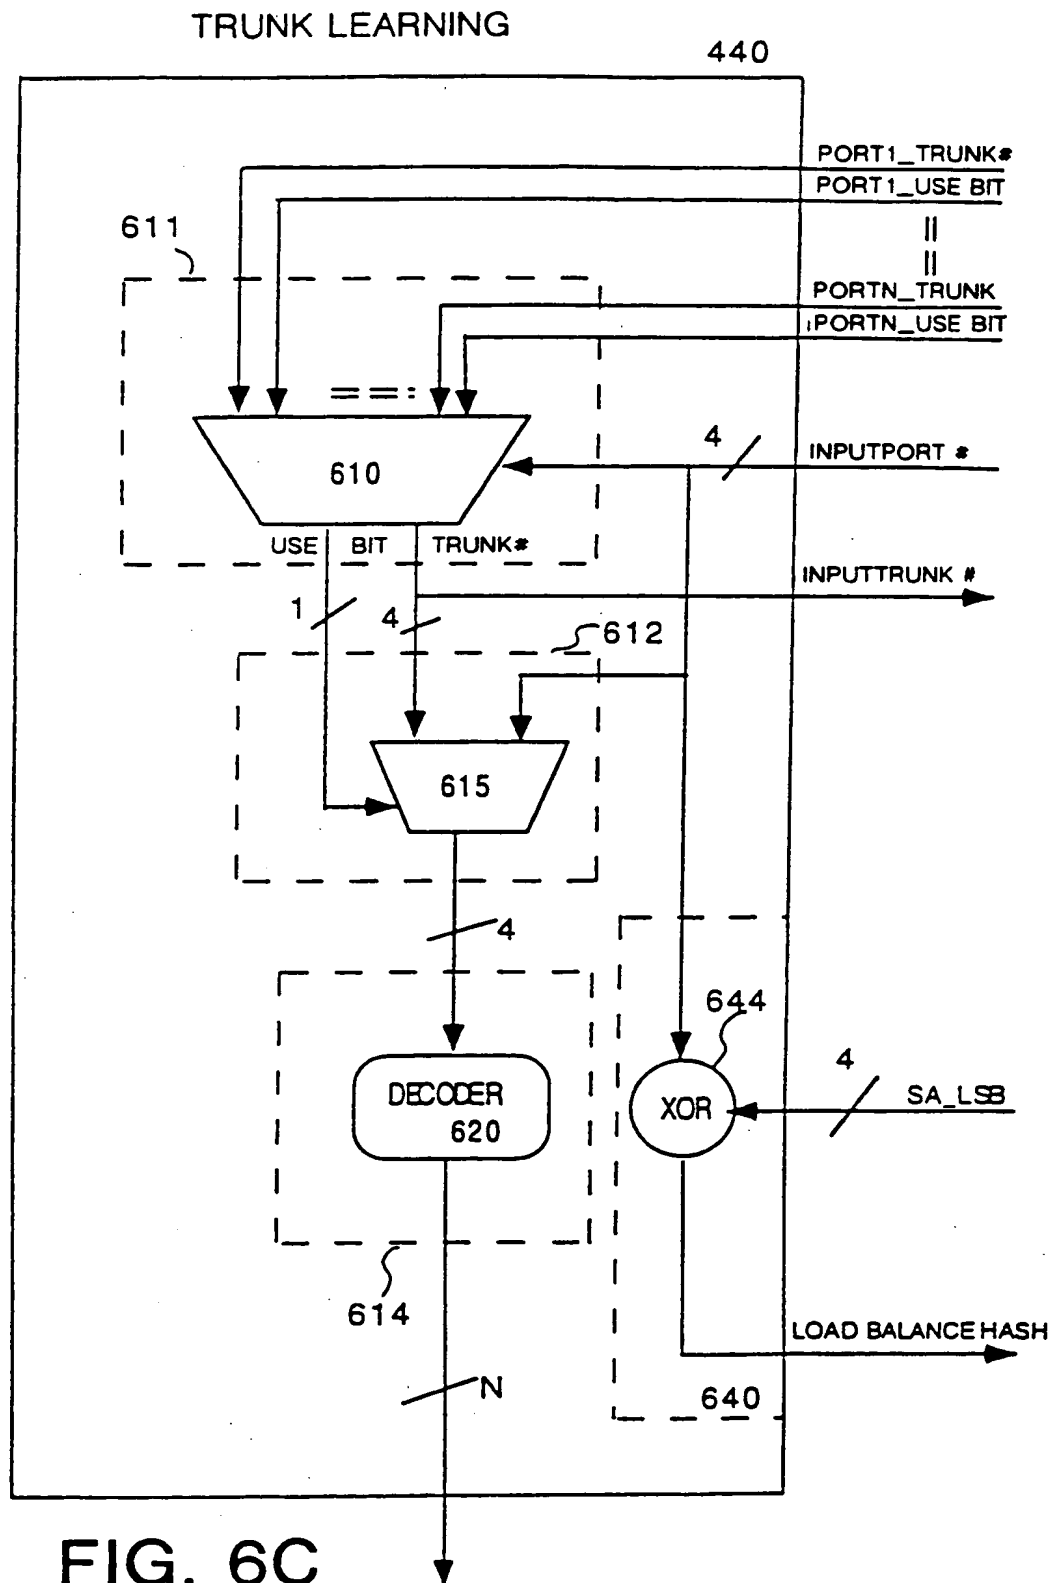 TRUNK LEARNING
440
PORT1_TRUNK#
PORT1_USE BIT
611
PORTN_TRUNK
PORTN_USE BIT
4
INPUTPORT #
610
USE BIT TRUNK#
INPUTTRUNK #
1
4
612
615
4
644
4
SA_LSB
XOR
DECODER
620
614
LOAD BALANCE HASH
N
640
FIG. 6C